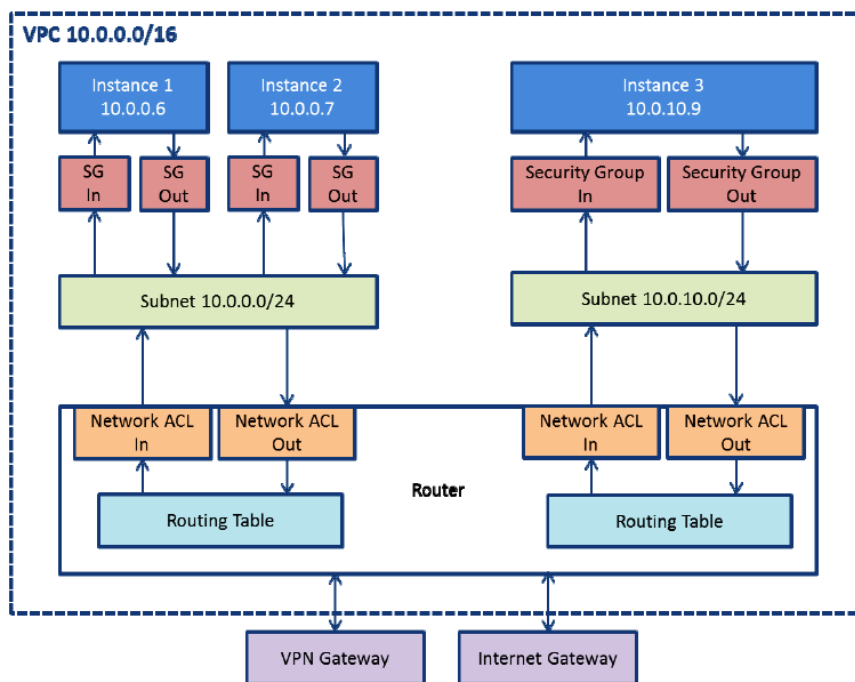 VPC 10.0.0.0/16
Instance 1
10.0.0.6
Instance 2
10.0.0.7
Instance 3
10.0.10.9
SG
In
SG
Out
SG
In
SG
Out
Security Group
In
Security Group
Out
Subnet 10.0.0.0/24
Subnet 10.0.10.0/24
Network ACL
In
Network ACL
Out
Network ACL
In
Network ACL
Out
Router
Routing Table
Routing Table
VPN Gateway
Internet Gateway